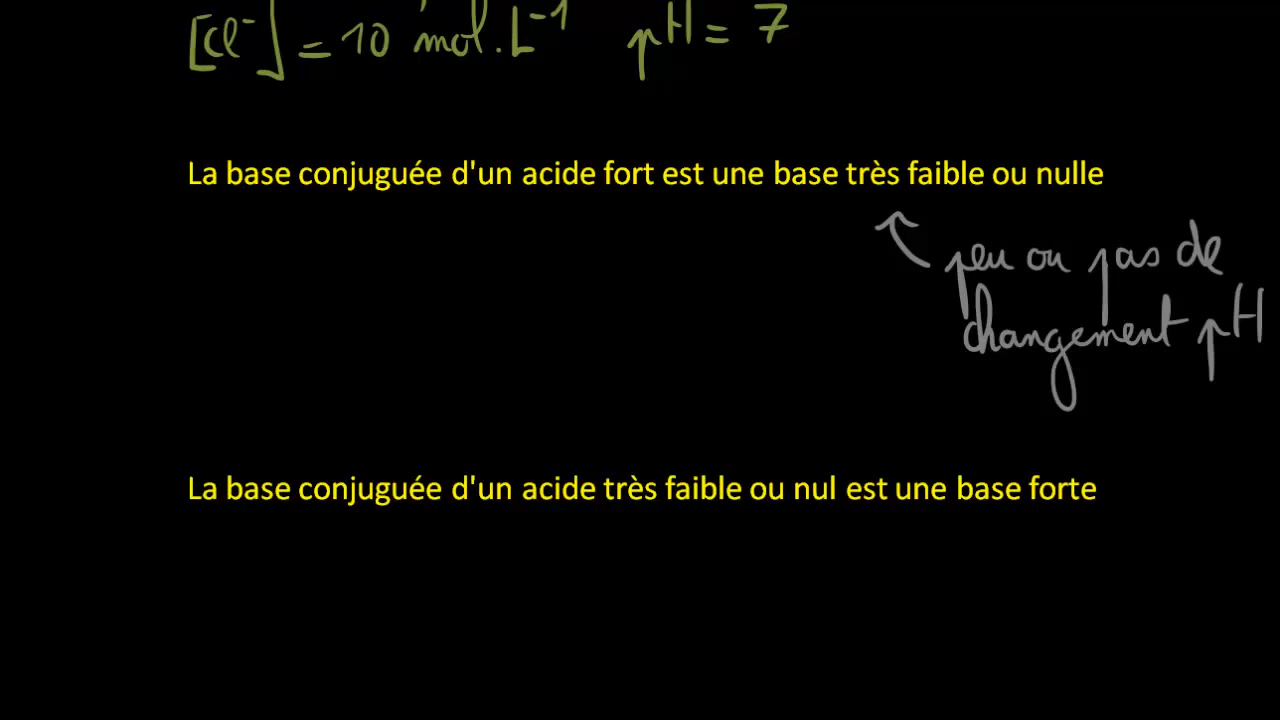 [Cl⁻] = 10 mol.L⁻¹ pH = 7
La base conjuguée d'un acide fort est une base très faible ou nulle
peu ou pas de
changement pH
La base conjuguée d'un acide très faible ou nul est une base forte